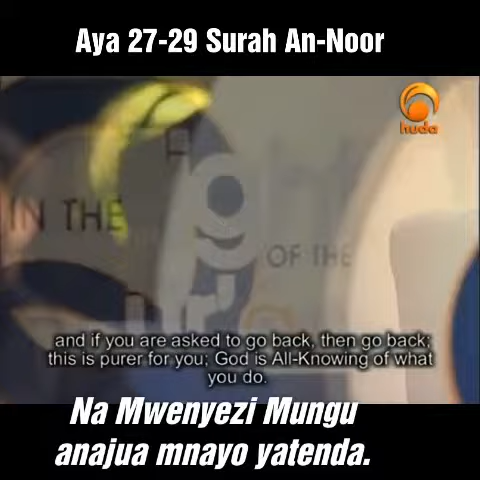 Aya 27-29 Surah An-Noor
huda
IN THE
OF THE
and if you are asked to go back, then go back;
this is purer for you; God is All-Knowing of what
you do.
Na Mwenyezi Mungu
anajua mnayo yatenda.